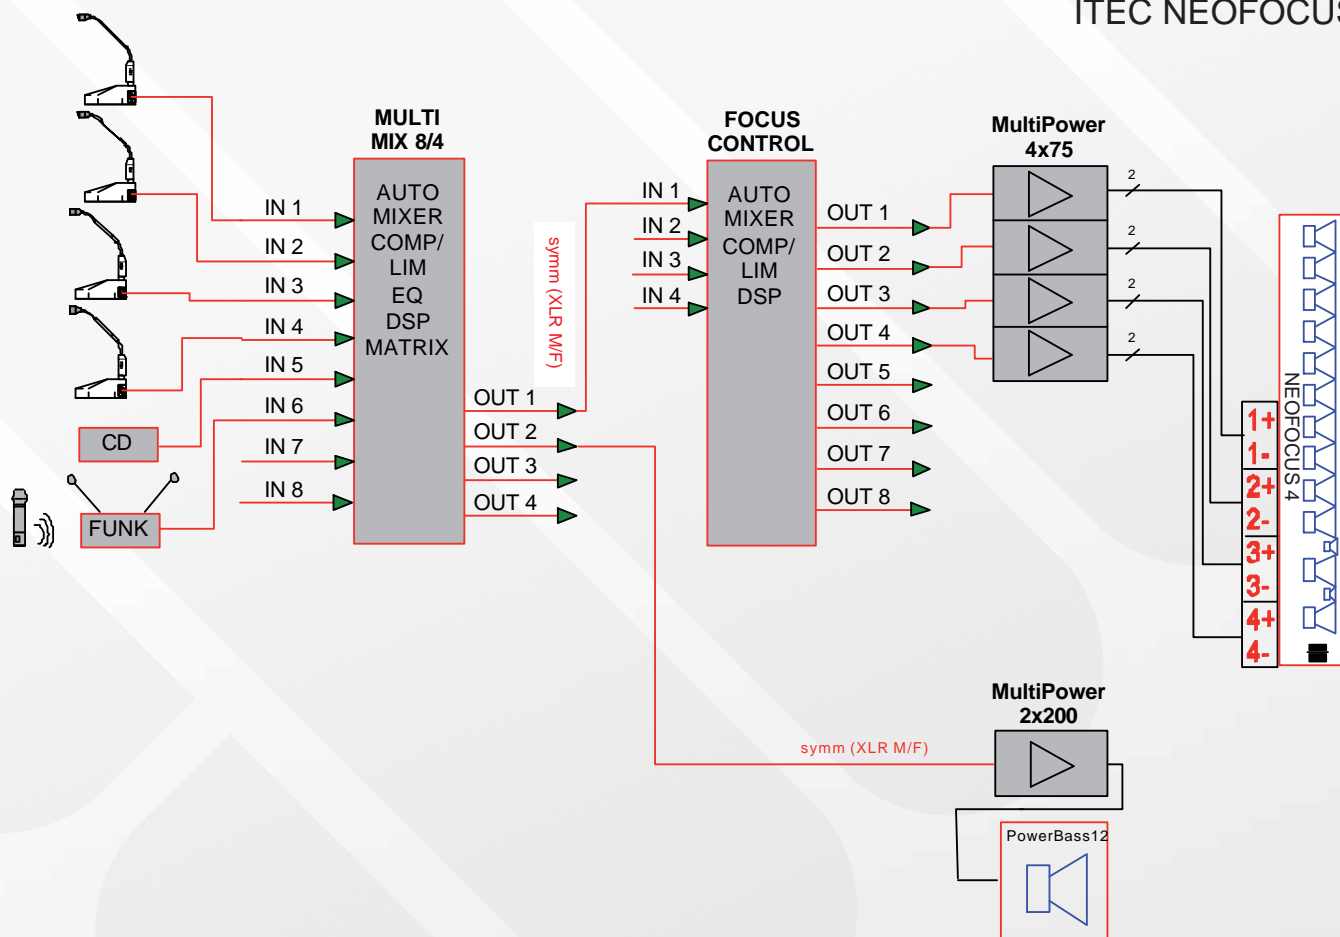 ITEC NEOFOCUS
MULTI
MIX 8/4
AUTO
MIXER
COMP/
LIM
EQ
DSP
MATRIX
IN 1
IN 2
IN 3
IN 4
IN 5
IN 6
IN 7
IN 8
CD
FUNK
OUT 1
OUT 2
OUT 3
OUT 4
symm (XLR M/F)
FOCUS
CONTROL
AUTO
MIXER
COMP/
LIM
DSP
IN 1
IN 2
IN 3
IN 4
OUT 1
OUT 2
OUT 3
OUT 4
OUT 5
OUT 6
OUT 7
OUT 8
MultiPower
4x75
2
2
2
2
NEOFOCUS 4
1+
1-
2+
2-
3+
3-
4+
4-
symm (XLR M/F)
MultiPower
2x200
PowerBass12